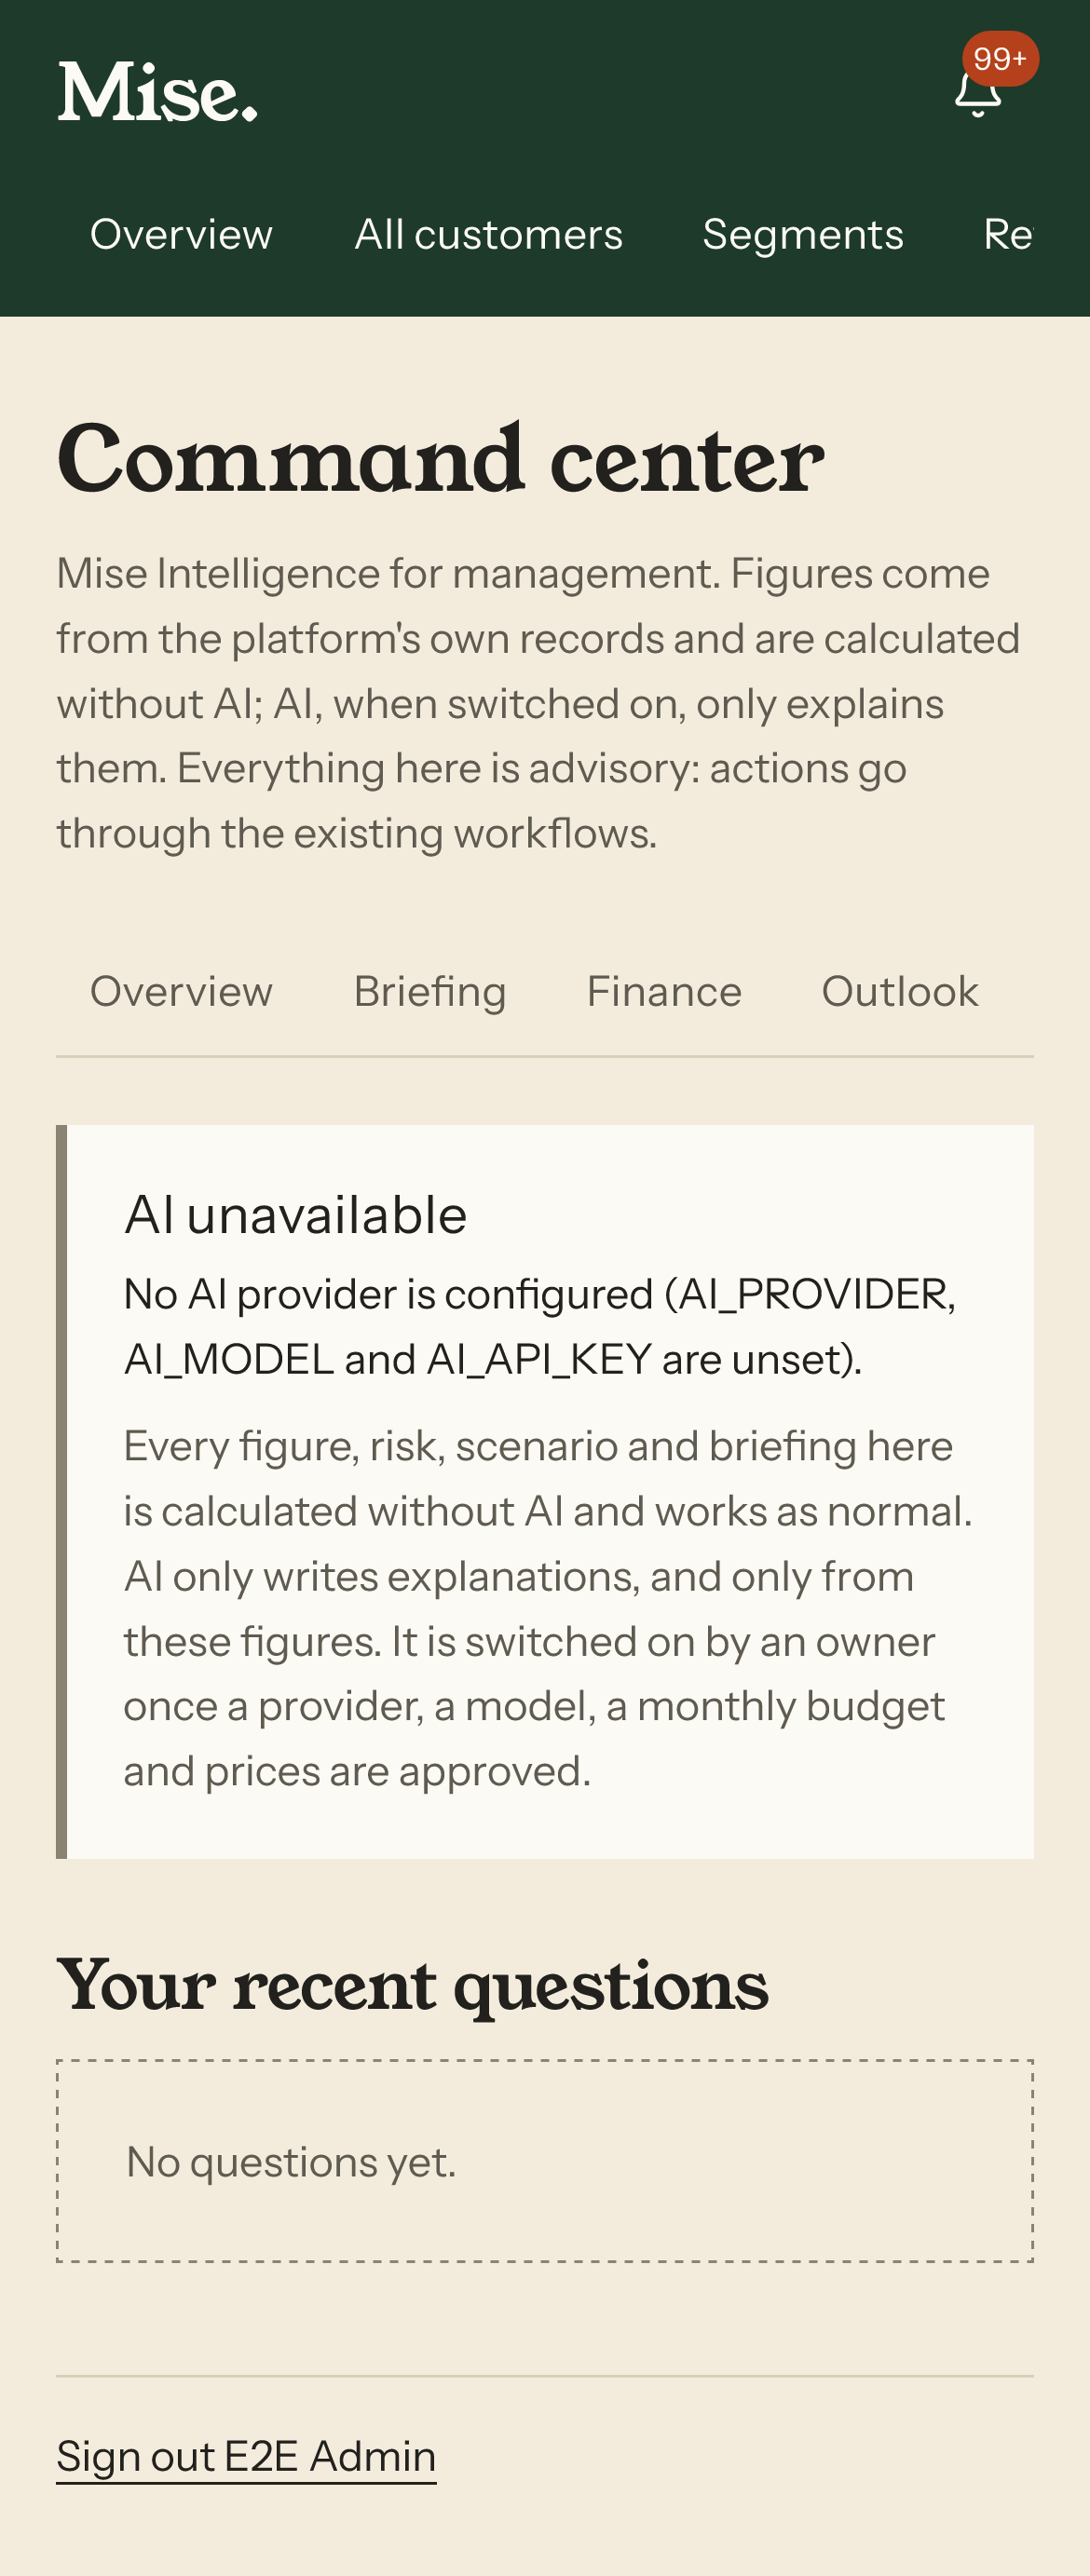 Mise.
99+
Overview All customers Segments
Command center
Mise Intelligence for management. Figures come
from the platform's own records and are calculated
without AI; AI, when switched on, only explains
them. Everything here is advisory: actions go
through the existing workflows.
Overview Briefing Finance Outlook
AI unavailable
No AI provider is configured (AI_PROVIDER,
AI_MODEL and AI_API_KEY are unset).
Every figure, risk, scenario and briefing here
is calculated without AI and works as normal.
AI only writes explanations, and only from
these figures. It is switched on by an owner
once a provider, a model, a monthly budget
and prices are approved.
Your recent questions
No questions yet.
Sign out E2E Admin